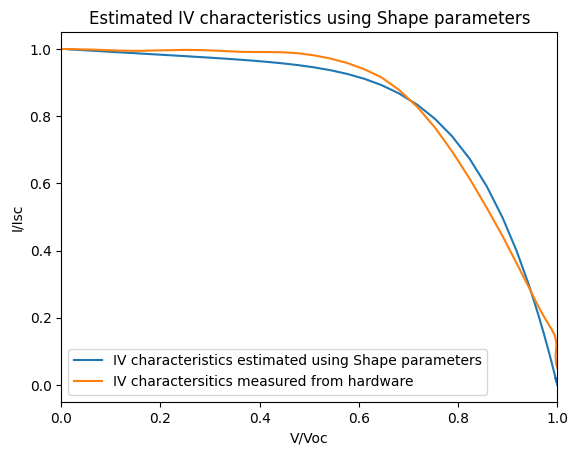 Estimated IV characteristics using Shape parameters
1.0
0.8
0.6
0.4
0.2
0.0
I/Isc
IV characteristics estimated using Shape parameters
IV charactersitics measured from hardware
0.0 0.2 0.4 0.6 0.8 1.0
V/Voc